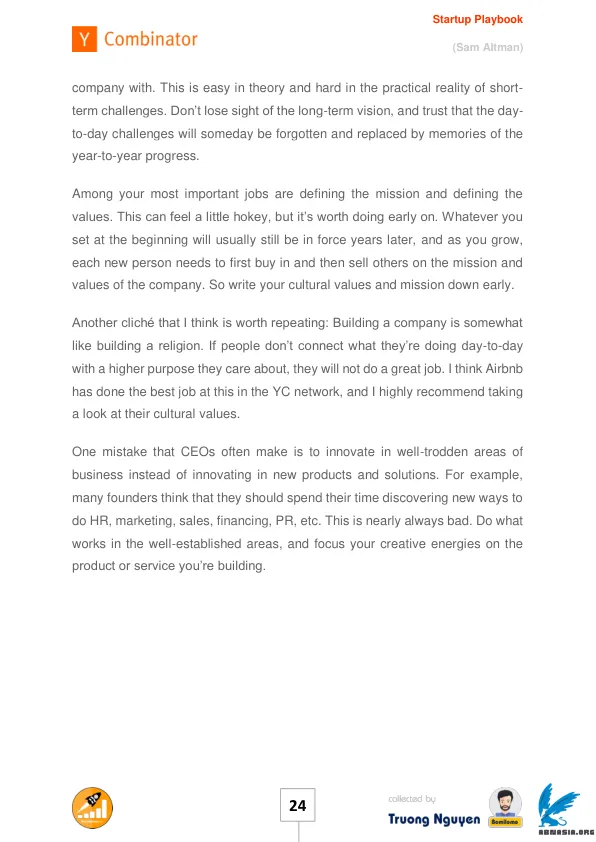 Startup Playbook
Y Combinator
(Sam Altman)
company with. This is easy in theory and hard in the practical reality of short-
term challenges. Don’t lose sight of the long-term vision, and trust that the day-
to-day challenges will someday be forgotten and replaced by memories of the
year-to-year progress.
Among your most important jobs are defining the mission and defining the
values. This can feel a little hokey, but it’s worth doing early on. Whatever you
set at the beginning will usually still be in force years later, and as you grow,
each new person needs to first buy in and then sell others on the mission and
values of the company. So write your cultural values and mission down early.
Another cliché that I think is worth repeating: Building a company is somewhat
like building a religion. If people don’t connect what they’re doing day-to-day
with a higher purpose they care about, they will not do a great job. I think Airbnb
has done the best job at this in the YC network, and I highly recommend taking
a look at their cultural values.
One mistake that CEOs often make is to innovate in well-trodden areas of
business instead of innovating in new products and solutions. For example,
many founders think that they should spend their time discovering new ways to
do HR, marketing, sales, financing, PR, etc. This is nearly always bad. Do what
works in the well-established areas, and focus your creative energies on the
product or service you’re building.
24
collected by
Truong Nguyen
Bomilama
ABNASIA.ORG